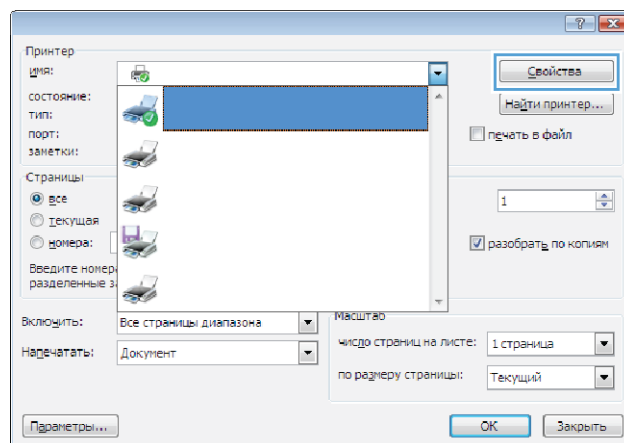 Принтер
имя:
Свойства
состояние:
Найти принтер...
тип:
порт:
печать в файл
заметки:
Страницы
все
1
текущая
номера:
разобрать по копиям
Введите
разделенные
Включить:
Все страницы диапазона
Масштаб
число страниц на листе:
1 страница
Напечатать:
Документ
по размеру страницы:
Текущий
Параметры...
OK
Закрыть